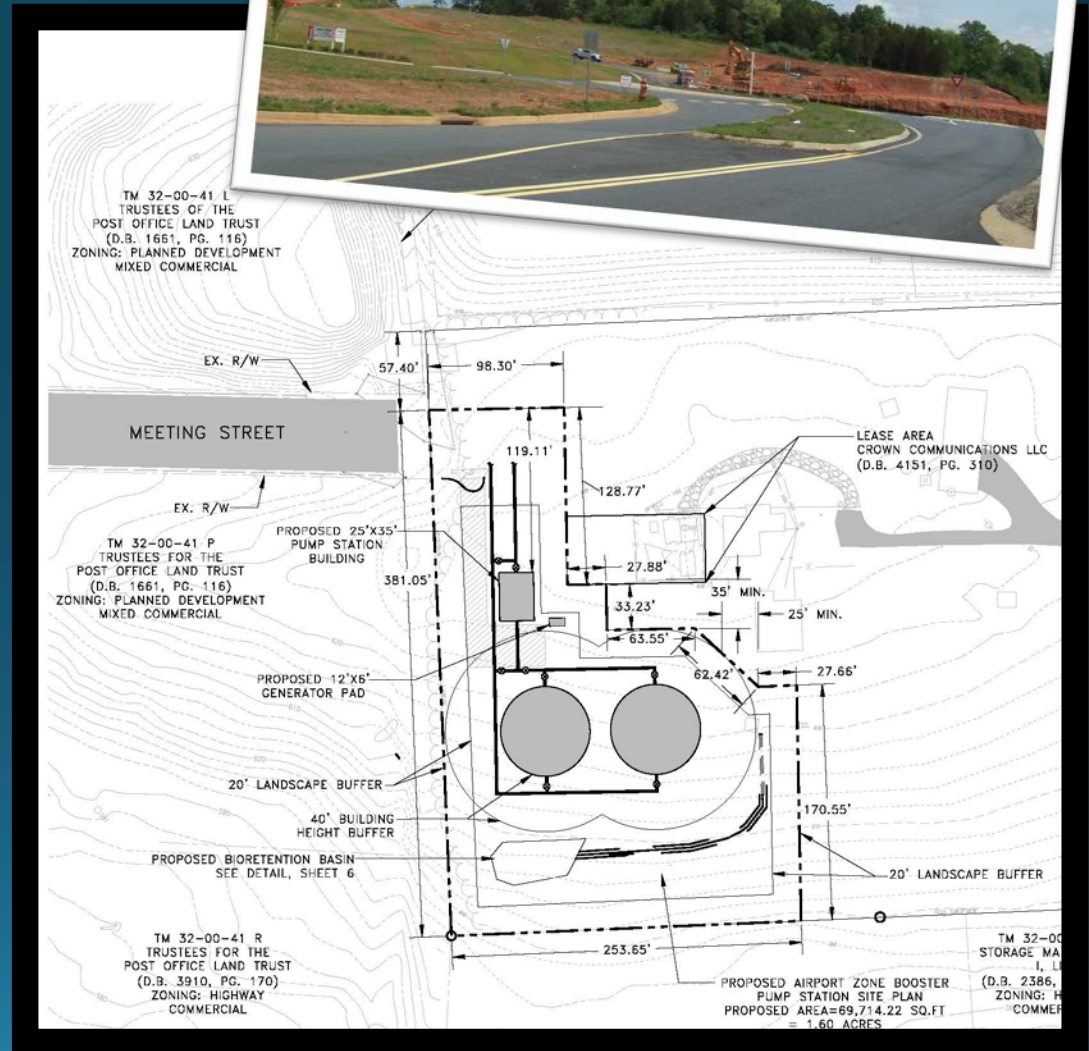 TM 32-00-41 L
TRUSTEES OF THE
POST OFFICE LAND TRUST
(D.B. 1661, PG. 116)
ZONING: PLANNED DEVELOPMENT
MIXED COMMERCIAL
EX. R/W
57.40'
98.30'
MEETING STREET
119.11'
LEASE AREA
CROWN COMMUNICATIONS LLC
(D.B. 4151, PG. 310)
128.77'
EX. R/W
PROPOSED 25'X35'
PUMP STATION
BUILDING
TM 32-00-41 P
TRUSTEES FOR THE
POST OFFICE LAND TRUST
(D.B. 1661, PG. 116)
ZONING: PLANNED DEVELOPMENT
MIXED COMMERCIAL
381.05'
27.88'
35' MIN.
33.23'
25' MIN.
63.55'
PROPOSED 12'X6'
GENERATOR PAD
62.42'
27.66'
20' LANDSCAPE BUFFER
170.55'
40' BUILDING
HEIGHT BUFFER
PROPOSED BIORETENTION BASIN
SEE DETAIL, SHEET 6
20' LANDSCAPE BUFFER
TM 32-00-41 R
TRUSTEES FOR THE
POST OFFICE LAND TRUST
(D.B. 3910, PG. 170)
ZONING: HIGHWAY
COMMERCIAL
253.65'
PROPOSED AIRPORT ZONE BOOSTER
PUMP STATION SITE PLAN
PROPOSED AREA=69,714.22 SQ.FT
= 1.60 ACRES
TM 32-00
STORAGE MA
I, LL
(D.B. 2386,
ZONING: H
COMMER